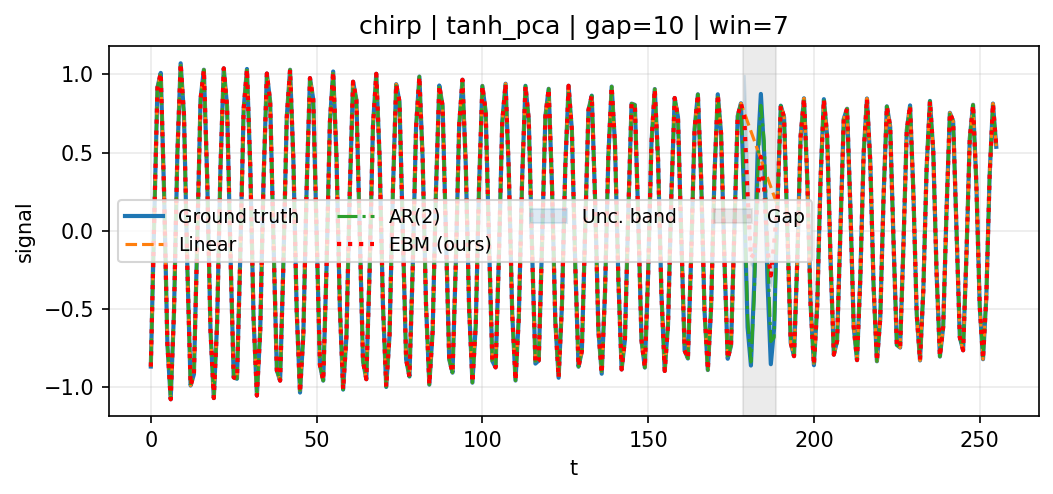 chirp | tanh_pca | gap=10 | win=7
1.0
0.5
0.0
−0.5
−1.0
signal
Ground truth
Linear
AR(2)
EBM (ours)
Unc. band
Gap
0 50 100 150 200 250
t